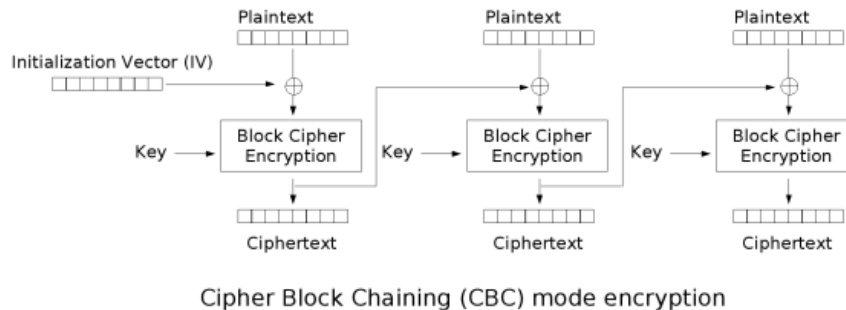 Plaintext Plaintext Plaintext
Initialization Vector (IV)
Key Block Cipher Encryption Key Block Cipher Encryption Key Block Cipher Encryption
Ciphertext Ciphertext Ciphertext
Cipher Block Chaining (CBC) mode encryption